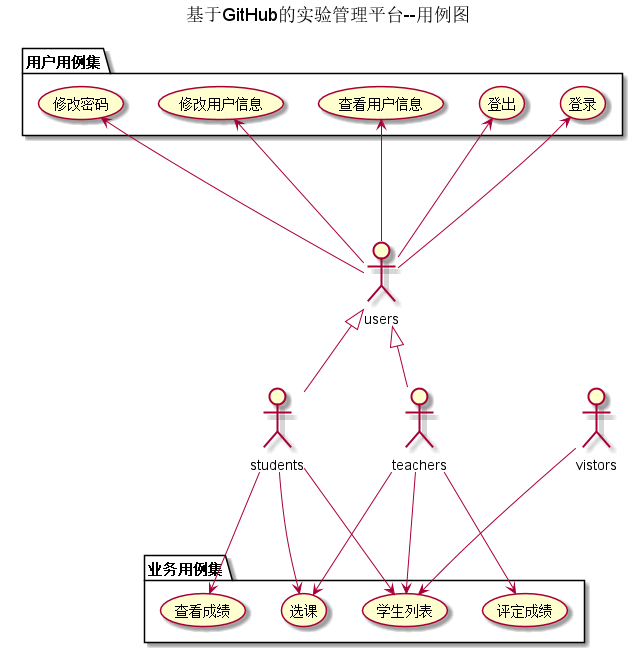 基于GitHub的实验管理平台--用例图
用户用例集
修改密码
修改用户信息
查看用户信息
登出
登录
users
students
teachers
vistors
业务用例集
查看成绩
选课
学生列表
评定成绩